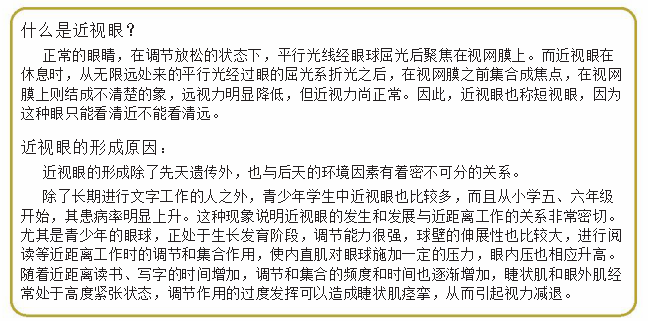 什么是近视眼？
正常的眼睛，在调节放松的状态下，平行光线经眼球屈光后聚焦在视网膜上。而近视眼在
休息时，从无限远处来的平行光经过眼的屈光系折光之后，在视网膜之前集合成焦点，在视网
膜上则结成不清楚的象，远视力明显降低，但近视力尚正常。因此，近视眼也称短视眼，因为
这种眼只能看清近不能看清远。
近视眼的形成原因：
近视眼的形成除了先天遗传外，也与后天的环境因素有着密不可分的关系。
除了长期进行文字工作的人之外，青少年学生中近视眼也比较多，而且从小学五、六年级
开始，其患病率明显上升。这种现象说明近视眼的发生和发展与近距离工作的关系非常密切。
尤其是青少年的眼球，正处于生长发育阶段，调节能力很强，球壁的伸展性也比较大，进行阅
读等近距离工作时的调节和集合作用，使内直肌对眼球施加一定的压力，眼内压也相应升高。
随着近距离读书、写字的时间增加，调节和集合的频度和时间也逐渐增加，睫状肌和眼外肌经
常处于高度紧张状态，调节作用的过度发挥可以造成睫状肌痉挛，从而引起视力减退。